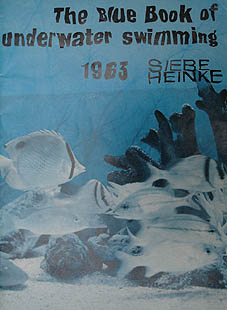 The Blue Book of
underwater swimming
1963 SIEBE
HEINKE